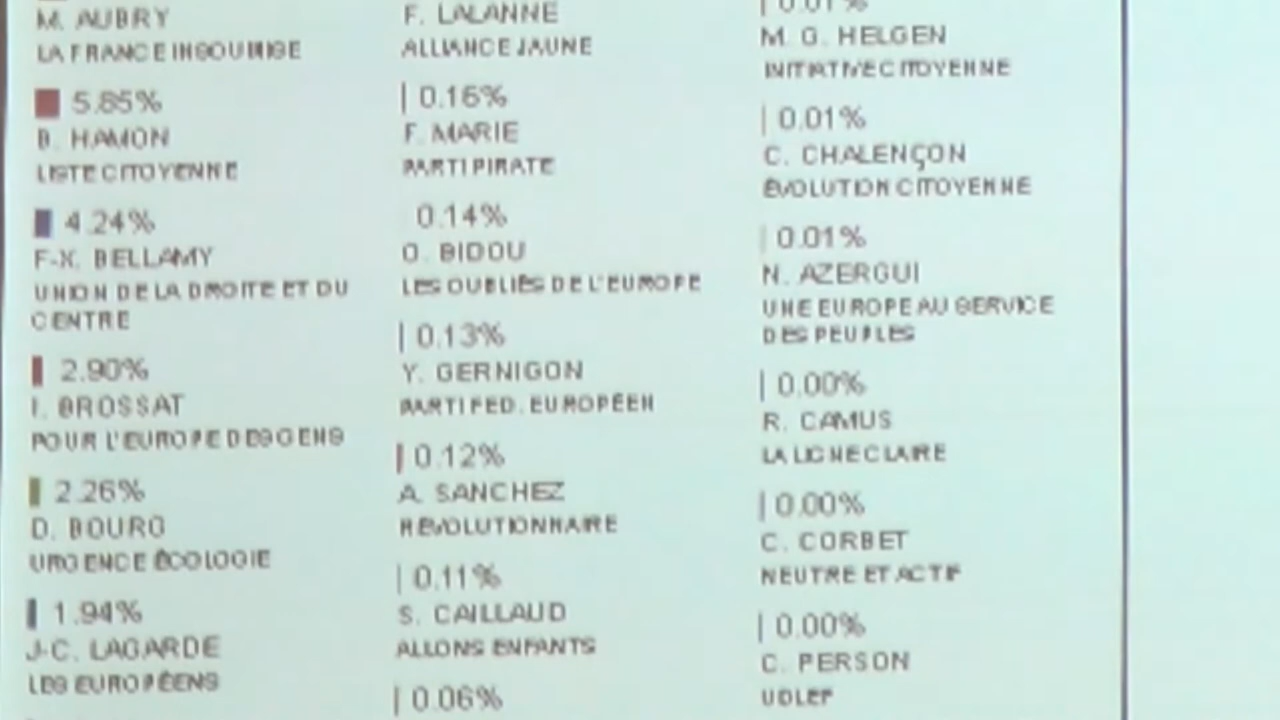 M. AUBRY
LA FRANCE INSOUMISE
5.85%
B. HAMON
LISTE CITOYENNE
4.24%
F-X. BELLAMY
UNION DE LA DROITE ET DU
CENTRE
2.90%
I. BROSSAT
POUR L'EUROPE DES GENS
2.26%
D. BOURG
URGENCE ÉCOLOGIE
1.94%
J-C. LAGARDE
LES EUROPÉENS
F. LALANNE
ALLIANCE JAUNE
0.16%
F. MARIE
PARTI PIRATE
0.14%
O. BIDOU
LES OUBLIÉS DE L'EUROPE
0.13%
Y. GERNIGON
PARTI FED. EUROPÉEN
0.12%
A. SANCHEZ
RÉVOLUTIONNAIRE
0.11%
S. CAILLAUD
ALLONS ENFANTS
0.06%
0.01%
M. G. HELGEN
INITIATIVE CITOYENNE
0.01%
C. CHALENÇON
ÉVOLUTION CITOYENNE
0.01%
N. AZERGUI
UNE EUROPE AU SERVICE
DES PEUPLES
0.00%
R. CAMUS
LA LIGNE CLAIRE
0.00%
C. CORBET
NEUTRE ET ACTIF
0.00%
C. PERSON
UDLEF